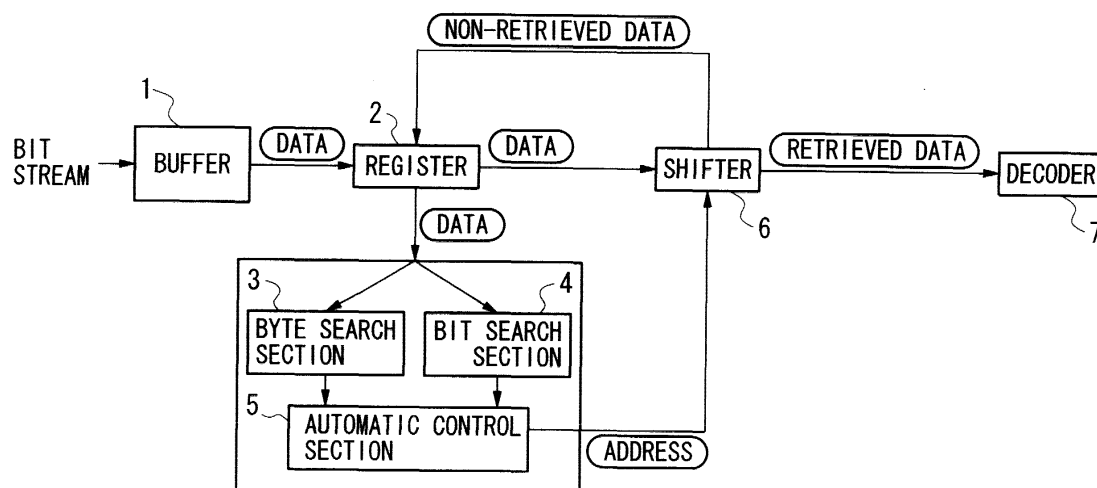 NON-RETRIEVED DATA
1
2
BIT
STREAM
BUFFER
DATA
REGISTER
DATA
SHIFTER
6
RETRIEVED DATA
DECODER
7
DATA
3
BYTE SEARCH
SECTION
4
BIT SEARCH
SECTION
5
AUTOMATIC CONTROL
SECTION
ADDRESS